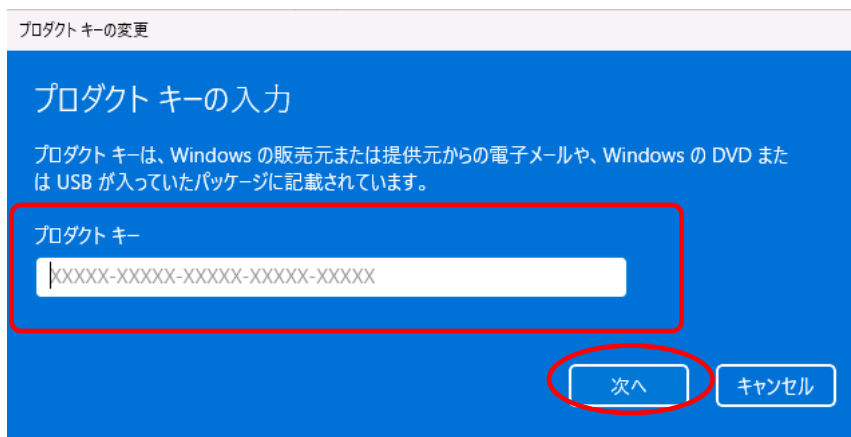 プロダクト キーの変更
プロダクト キーの入力
プロダクト キーは、Windows の販売元または提供元からの電子メールや、Windows の DVD また
は USB が入っていたパッケージに記載されています。
プロダクト キー
XXXXX-XXXXX-XXXXX-XXXXX-XXXXX
次へ
キャンセル